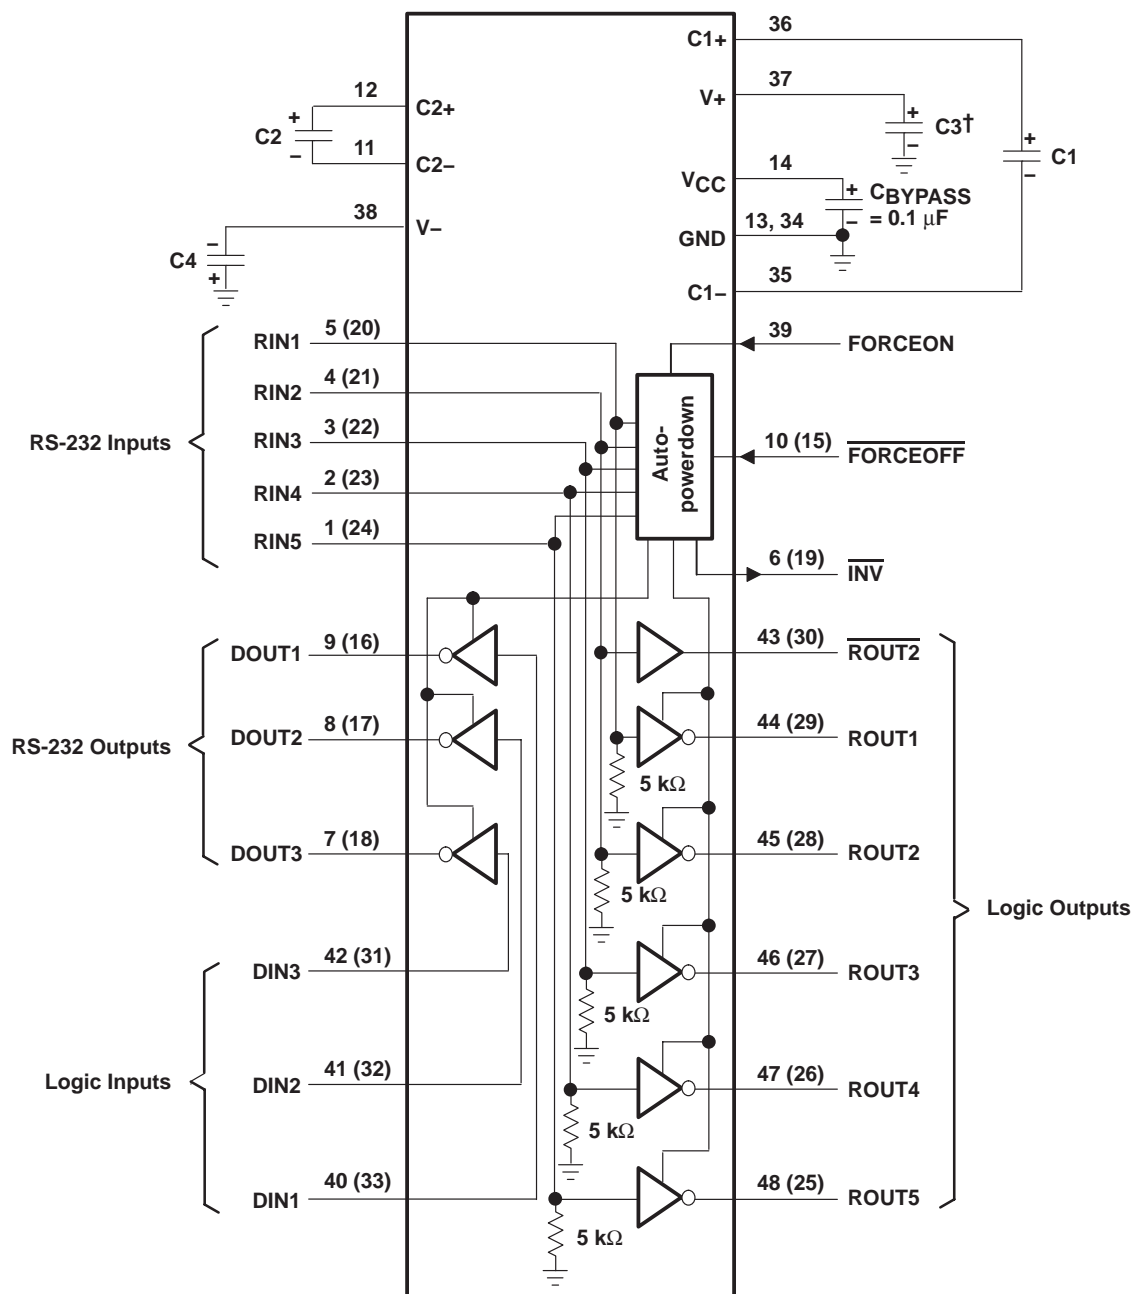 36
C1+
37
V+
12
C2+
+
C2
−
11
C2−
+
C3†
−
+
C1
−
14
VCC
+
CBYPASS
= 0.1 μF
−
38
V−
13, 34
GND
−
C4
+
35
C1−
RS-232 Inputs
RIN1
5 (20)
39
FORCEON
RIN2
4 (21)
RIN3
3 (22)
Auto-
powerdown
10 (15)
FORCEOFF
RIN4
2 (23)
RIN5
1 (24)
6 (19)
INV
RS-232 Outputs
DOUT1
9 (16)
43 (30)
ROUT2
DOUT2
8 (17)
44 (29)
ROUT1
5 kΩ
DOUT3
7 (18)
45 (28)
ROUT2
5 kΩ
Logic Outputs
Logic Inputs
DIN3
42 (31)
46 (27)
ROUT3
5 kΩ
DIN2
41 (32)
47 (26)
ROUT4
5 kΩ
DIN1
40 (33)
48 (25)
ROUT5
5 kΩ